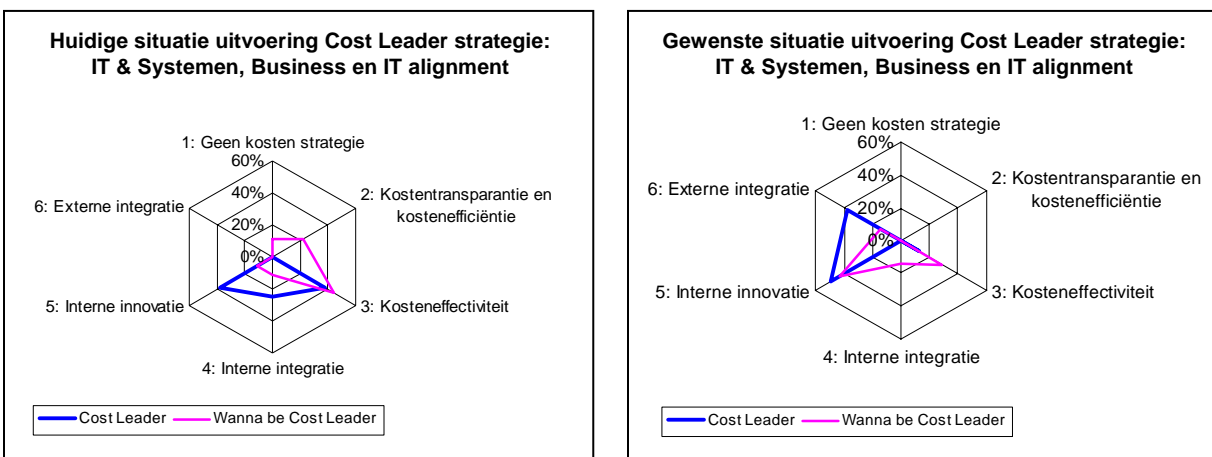 Huidige situatie uitvoering Cost Leader strategie:
IT & Systemen, Business en IT alignment
1: Geen kosten strategie
60%
40%
20%
0%
2: Kostentransparantie en
kostenefficiëntie
3: Kosteneffectiviteit
4: Interne integratie
5: Interne innovatie
6: Externe integratie
Cost Leader
Wanna be Cost Leader
Gewenste situatie uitvoering Cost Leader strategie:
IT & Systemen, Business en IT alignment
1: Geen kosten strategie
60%
40%
20%
0%
2: Kostentransparantie en
kostenefficiëntie
3: Kosteneffectiviteit
4: Interne integratie
5: Interne innovatie
6: Externe integratie
Cost Leader
Wanna be Cost Leader